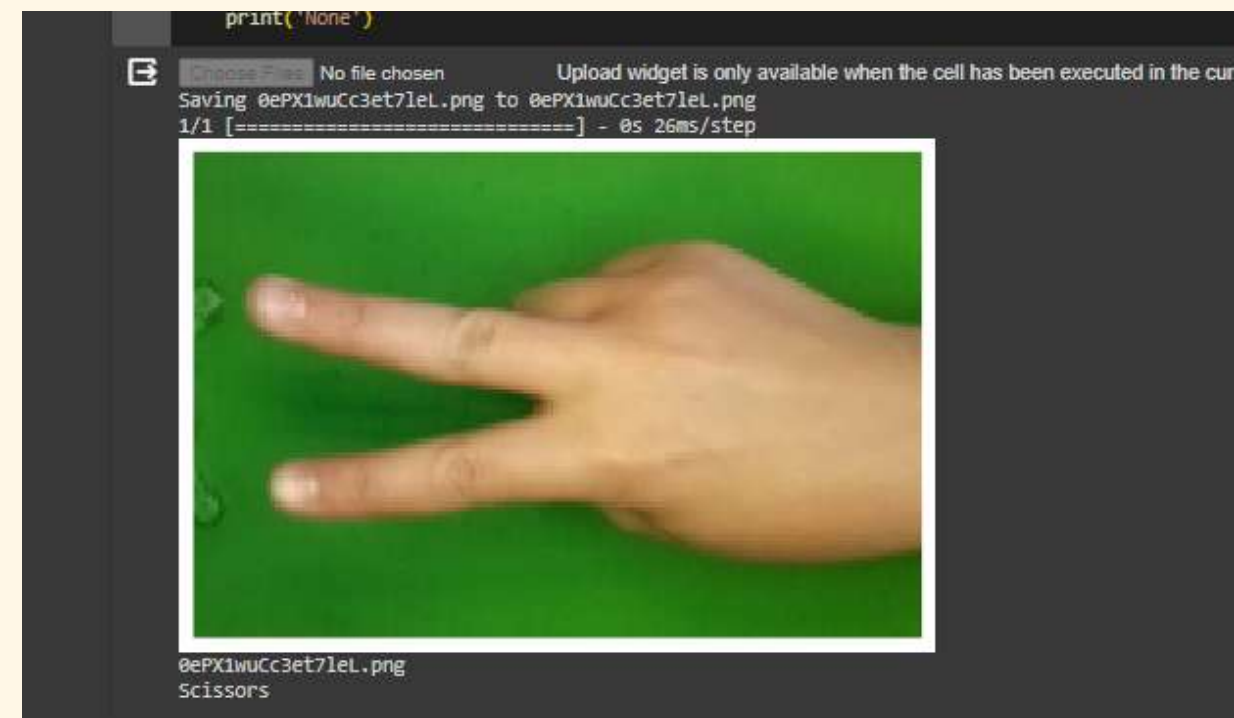 print('None')
Choose Files No file chosen Upload widget is only available when the cell has been executed in the cur
Saving 0ePX1wuCc3et7leL.png to 0ePX1wuCc3et7leL.png
1/1 [==============================] - 0s 26ms/step
0ePX1wuCc3et7leL.png
Scissors